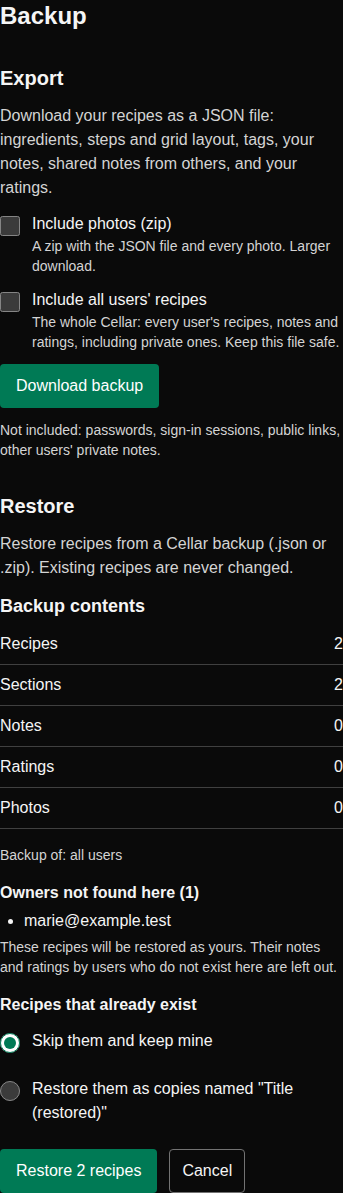 Backup
Export
Download your recipes as a JSON file:
ingredients, steps and grid layout, tags, your
notes, shared notes from others, and your
ratings.
Include photos (zip)
A zip with the JSON file and every photo. Larger
download.
Include all users' recipes
The whole Cellar: every user's recipes, notes and
ratings, including private ones. Keep this file safe.
Download backup
Not included: passwords, sign-in sessions, public links,
other users' private notes.
Restore
Restore recipes from a Cellar backup (.json or
.zip). Existing recipes are never changed.
Backup contents
Recipes 2
Sections 2
Notes 0
Ratings 0
Photos 0
Backup of: all users
Owners not found here (1)
• marie@example.test
These recipes will be restored as yours. Their notes
and ratings by users who do not exist here are left out.
Recipes that already exist
Skip them and keep mine
Restore them as copies named "Title
(restored)"
Restore 2 recipes Cancel